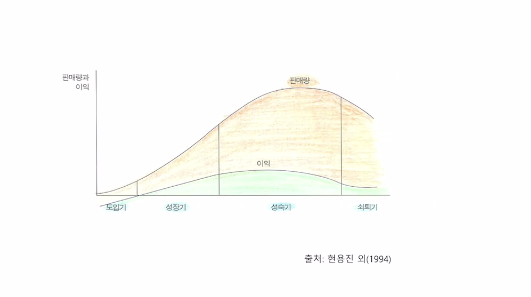 판매량과
이익
판매량
이익
도입기 성장기 성숙기 쇠퇴기
출처: 현용진 외(1994)